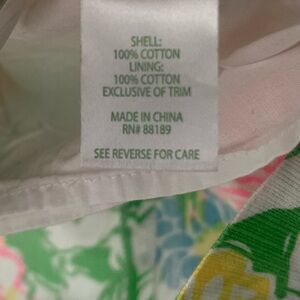 SHELL:
100% COTTON
LINING:
100% COTTON
EXCLUSIVE OF TRIM
MADE IN CHINA
RN# 88189
SEE REVERSE FOR CARE